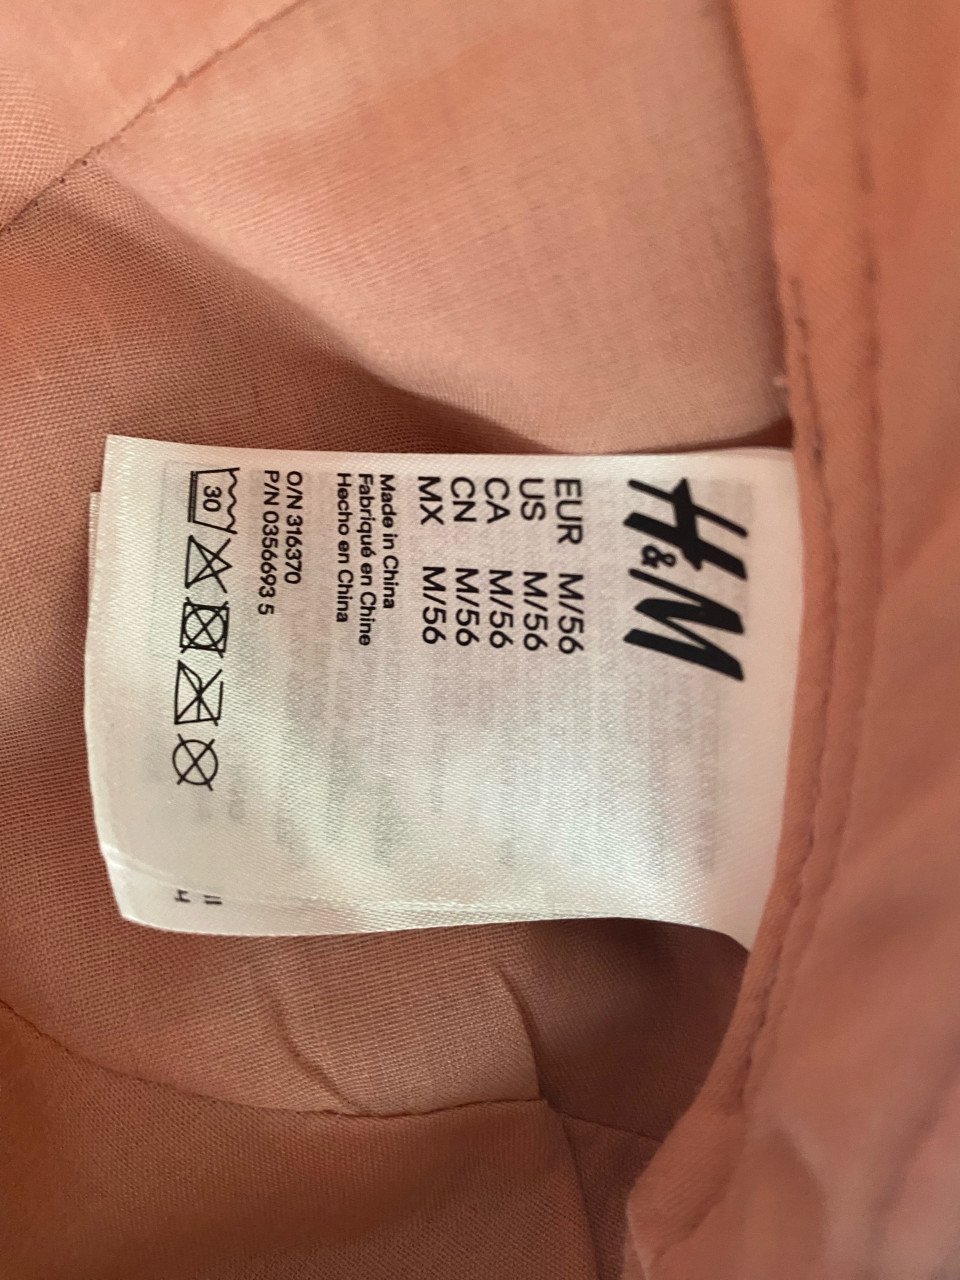 H&M
EUR M/56
US M/56
CA M/56
CN M/56
MX M/56
Made in China
Fabriqué en Chine
Hecho en China
O/N 316370
P/N 0356693 5
30